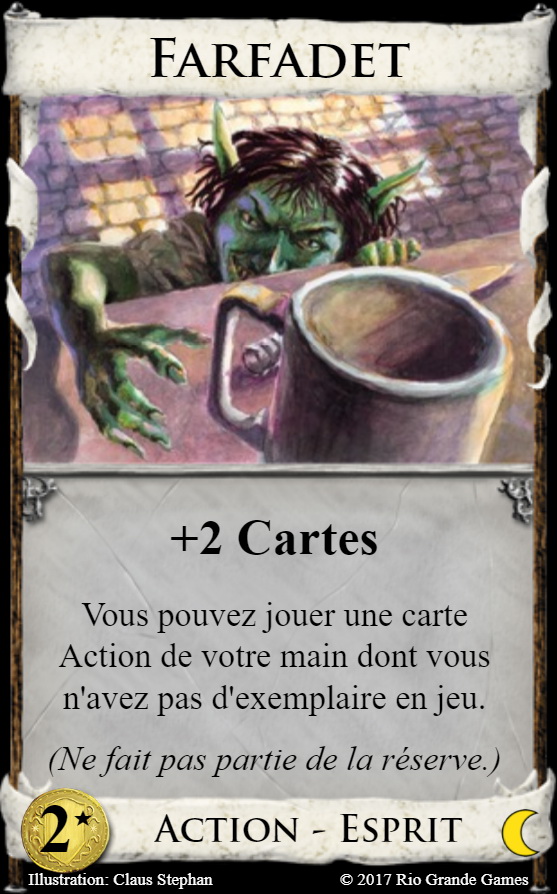 FARFADET
+2 Cartes
Vous pouvez jouer une carte
Action de votre main dont vous
n'avez pas d'exemplaire en jeu.
(Ne fait pas partie de la réserve.)
2*
ACTION - ESPRIT
Illustration: Claus Stephan
© 2017 Rio Grande Games